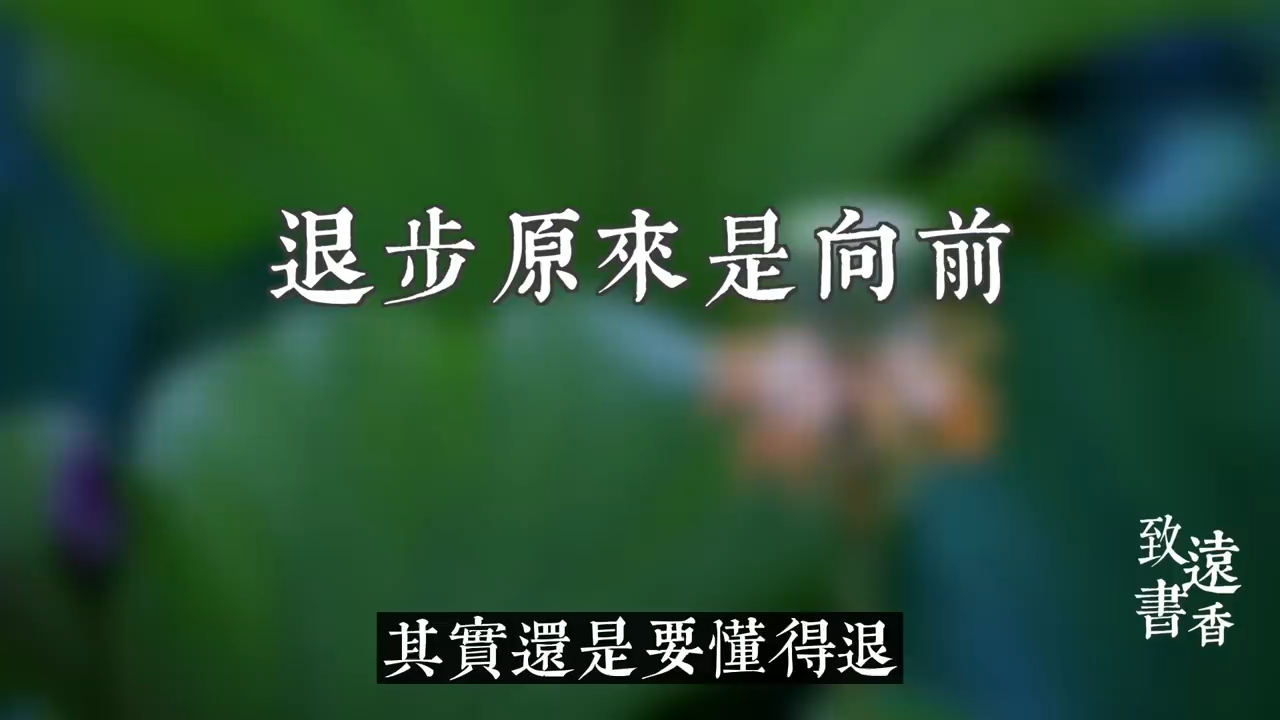 退步原來是向前
致遠
書香
其實還是要懂得退